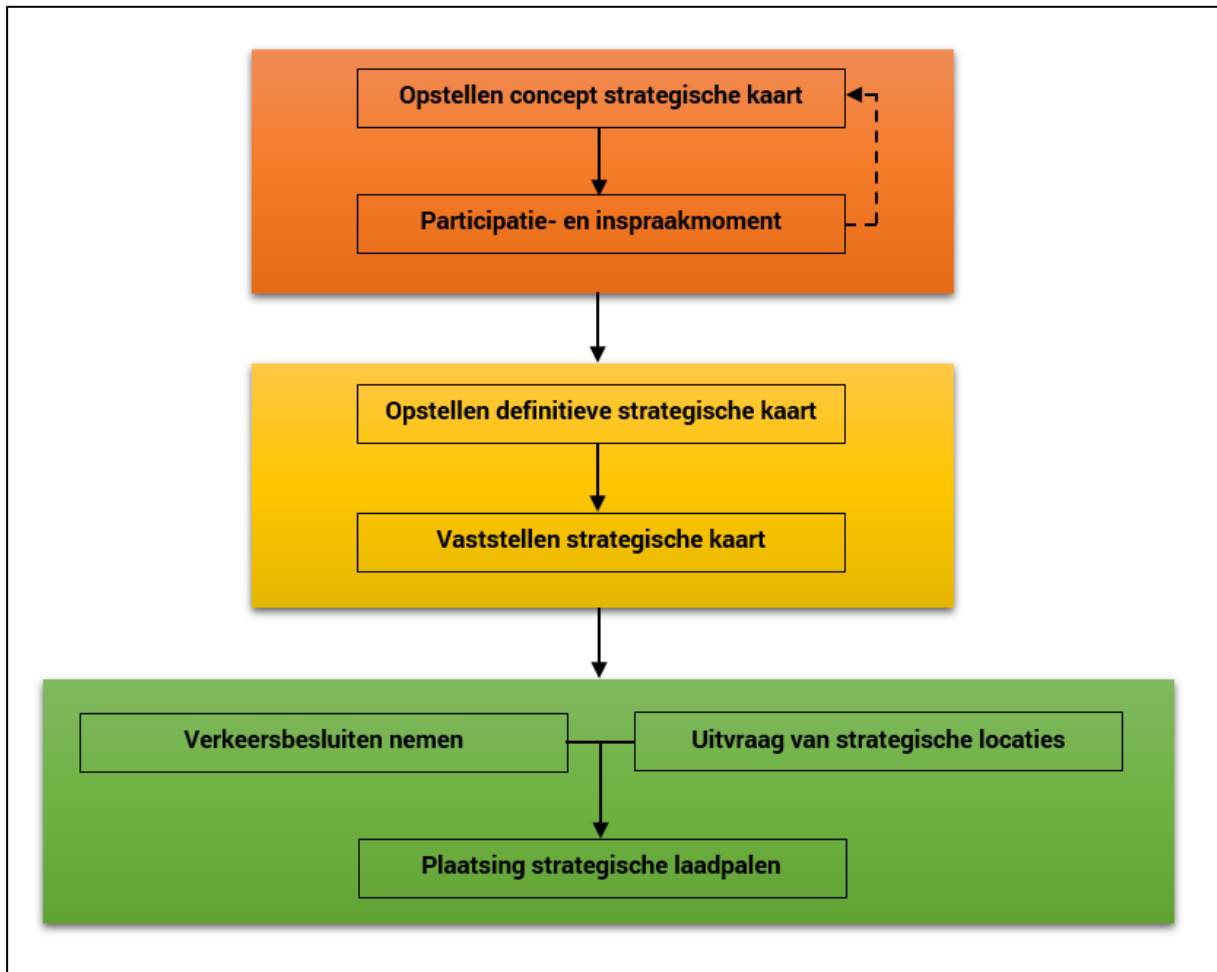 Opstellen concept strategische kaart
Participatie- en inspraakmoment
Opstellen definitieve strategische kaart
Vaststellen strategische kaart
Verkeersbesluiten nemen
Uitvraag van strategische locaties
Plaatsing strategische laadpalen